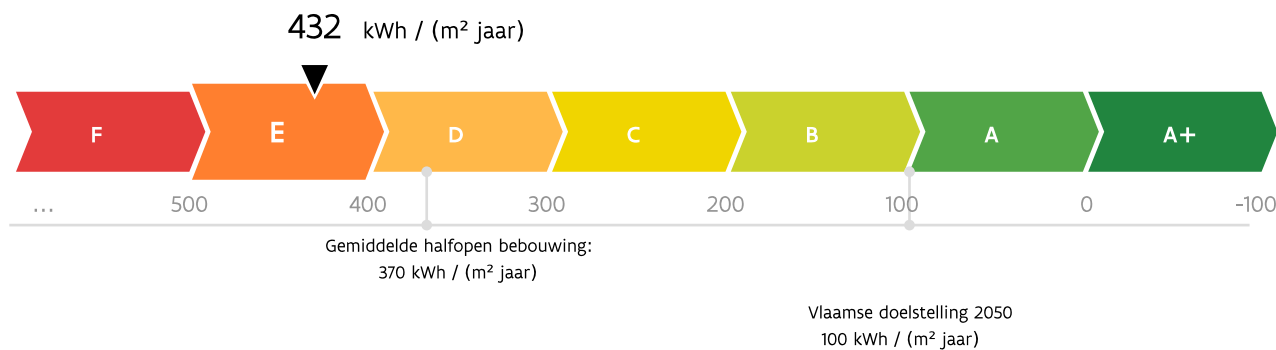 432 kWh / (m² jaar)
F E D C B A A+
... 500 400 300 200 100 0 -100
Gemiddelde halfopen bebouwing:
370 kWh / (m² jaar)
Vlaamse doelstelling 2050
100 kWh / (m² jaar)